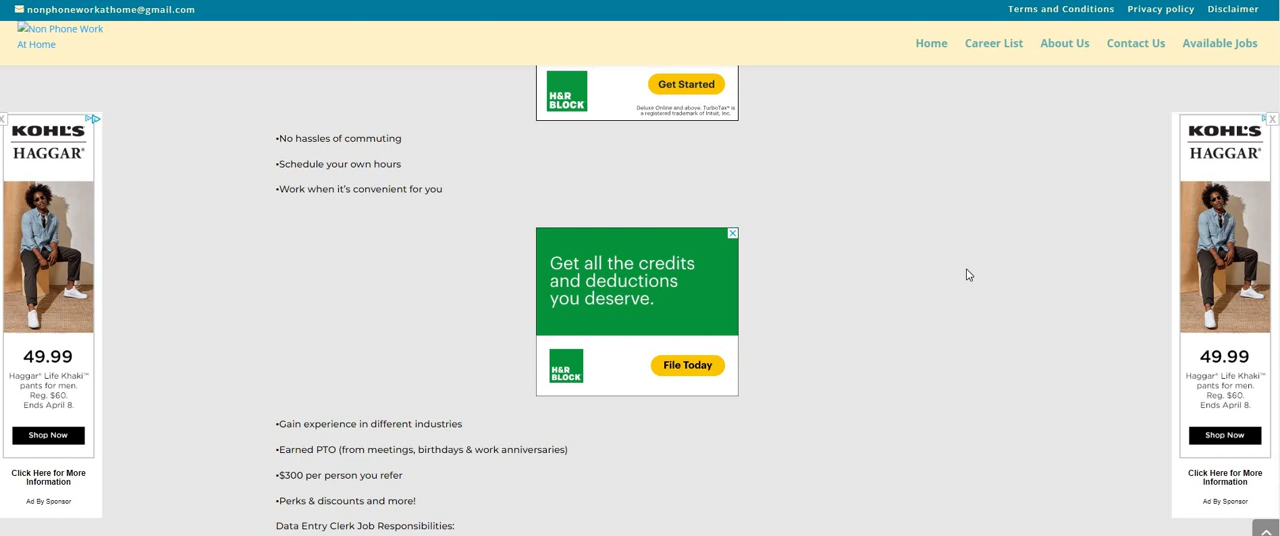 nonphoneworkathome@gmail.com
Terms and Conditions Privacy policy Disclaimer
Non Phone Work
At Home
Home Career List About Us Contact Us Available Jobs
H&R
BLOCK
Get Started
Deluxe Online and above. TurboTax® is
a registered trademark of Intuit, Inc.
•No hassles of commuting
•Schedule your own hours
•Work when it's convenient for you
Get all the credits
and deductions
you deserve.
H&R
BLOCK
File Today
•Gain experience in different industries
•Earned PTO (from meetings, birthdays & work anniversaries)
•$300 per person you refer
•Perks & discounts and more!
Data Entry Clerk Job Responsibilities:
X
KOHL'S
HAGGAR®
49.99
Haggar® Life Khaki™
pants for men.
Reg. $60.
Ends April 8.
Shop Now
Click Here for More
Information
Ad By Sponsor
X
KOHL'S
HAGGAR®
49.99
Haggar® Life Khaki™
pants for men.
Reg. $60.
Ends April 8.
Shop Now
Click Here for More
Information
Ad By Sponsor